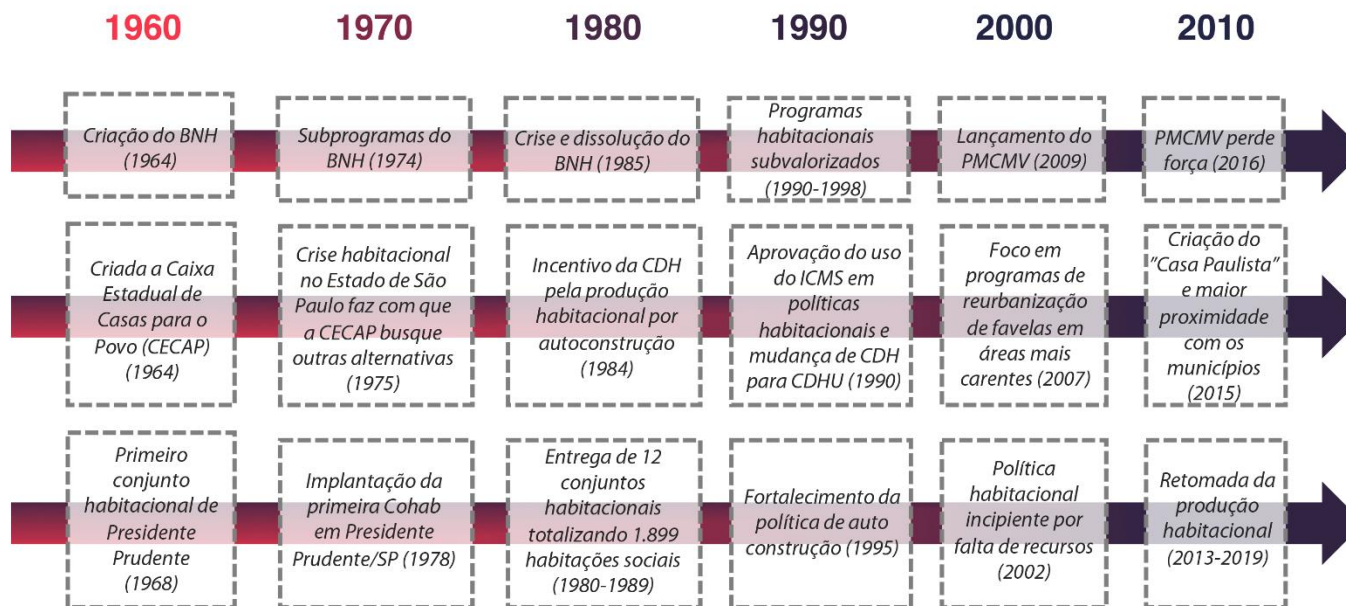 1960
1970
1980
1990
2000
2010
Criação do BNH
(1964)
Subprogramas do
BNH (1974)
Crise e dissolução do
BNH (1985)
Programas
habitacionais
subvalorizados
(1990-1998)
Lançamento do
PMCMV (2009)
PMCMV perde
força (2016)
Criada a Caixa
Estadual de
Casas para o
Povo (CECAP)
(1964)
Crise habitacional
no Estado de São
Paulo faz com que
a CECAP busque
outras alternativas
(1975)
Incentivo da CDH
pela produção
habitacional por
autoconstrução
(1984)
Aprovação do uso
do ICMS em
políticas
habitacionais e
mudança de CDH
para CDHU (1990)
Foco em
programas de
reurbanização
de favelas em
áreas mais
carentes (2007)
Criação do
"Casa Paulista"
e maior
proximidade
com os
municípios
(2015)
Primeiro
conjunto
habitacional de
Presidente
Prudente
(1968)
Implantação da
primeira Cohab
em Presidente
Prudente/SP (1978)
Entrega de 12
conjuntos
habitacionais
totalizando 1.899
habitações sociais
(1980-1989)
Fortalecimento da
política de auto
construção (1995)
Política
habitacional
incipiente por
falta de recursos
(2002)
Retomada da
produção
habitacional
(2013-2019)